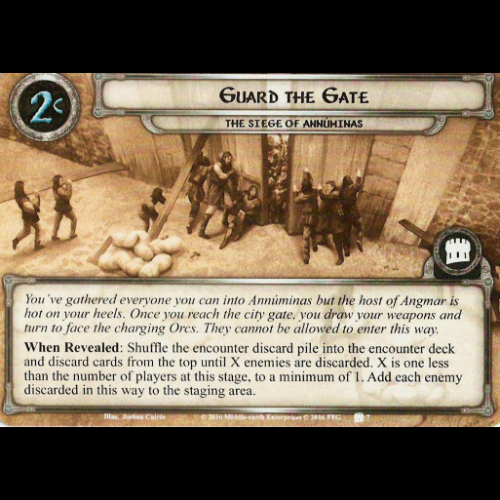 2C
GUARD THE GATE
THE SIEGE OF ANNÚMINAS
You've gathered everyone you can into Annúminas but the host of Angmar is
hot on your heels. Once you reach the city gate, you draw your weapons and
turn to face the charging Orcs. They cannot be allowed to enter this way.
When Revealed: Shuffle the encounter discard pile into the encounter deck
and discard cards from the top until X enemies are discarded. X is one less
than the number of players at this stage, to a minimum of 1. Add each enemy
discarded in this way to the staging area.
Illus. Joshua Cairós © 2016 Middle-earth Enterprises © 2016 FFG 7